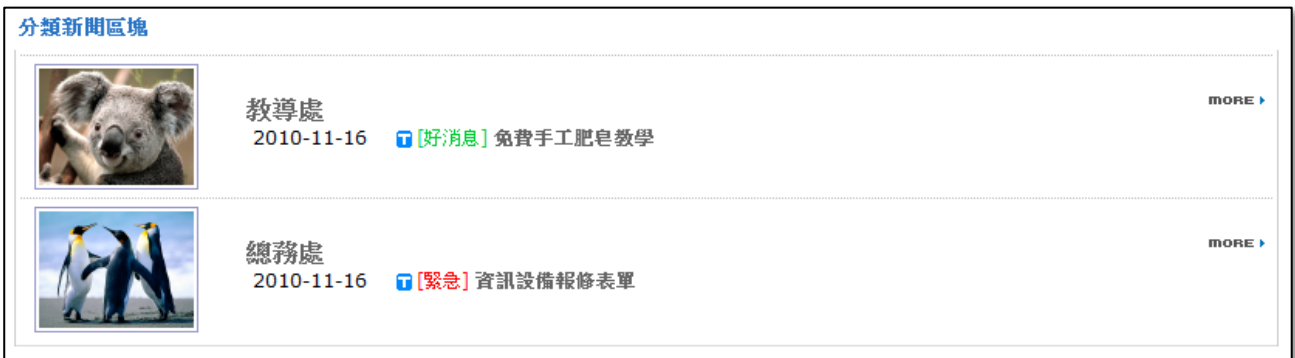 分類新聞區塊
教導處
MORE
2010-11-16 T [好消息] 免費手工肥皂教學
總務處
MORE
2010-11-16 T [緊急] 資訊設備報修表單